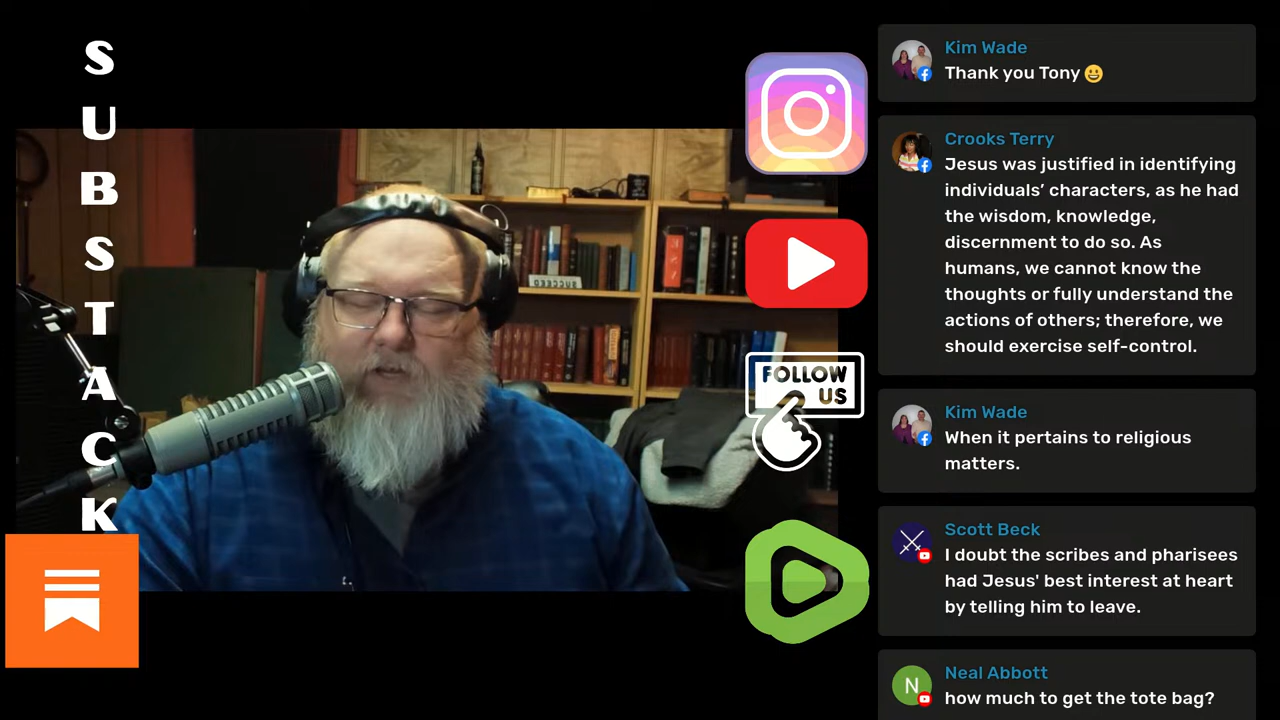 SUBSTACK
FOLLOW
US
Kim Wade
Thank you Tony 😀
Crooks Terry
Jesus was justified in identifying
individuals’ characters, as he had
the wisdom, knowledge,
discernment to do so. As
humans, we cannot know the
thoughts or fully understand the
actions of others; therefore, we
should exercise self-control.
Kim Wade
When it pertains to religious
matters.
Scott Beck
I doubt the scribes and pharisees
had Jesus' best interest at heart
by telling him to leave.
N
Neal Abbott
how much to get the tote bag?